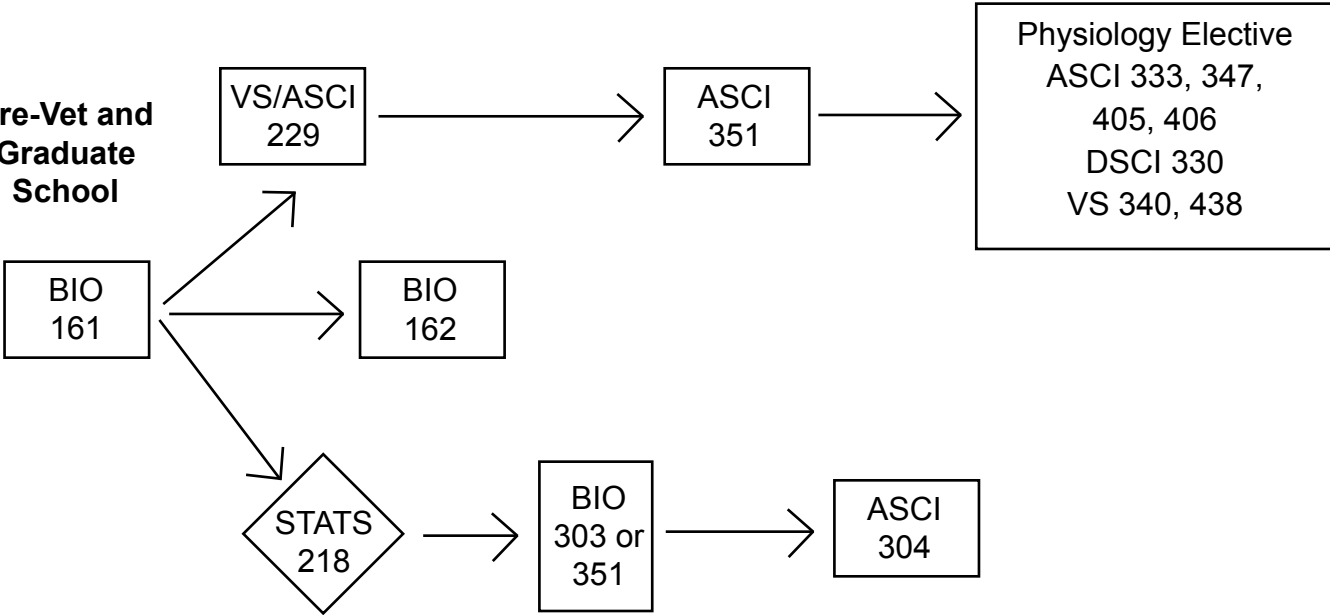 re-Vet and
Graduate
School
VS/ASCI
229
ASCI
351
Physiology Elective
ASCI 333, 347,
405, 406
DSCI 330
VS 340, 438
BIO
161
BIO
162
STATS
218
BIO
303 or
351
ASCI
304